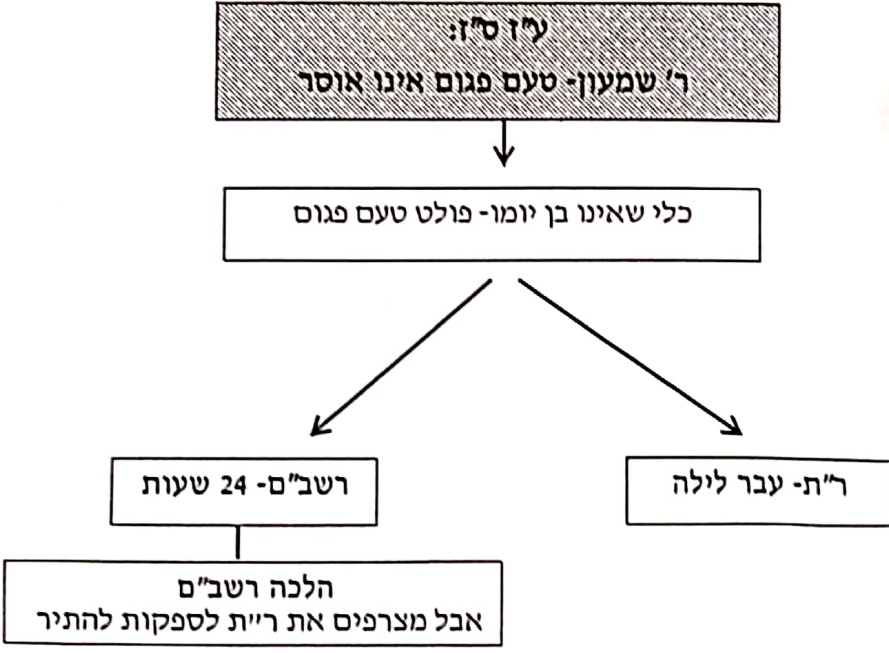 ע"ז ס"ז:
ר' שמעון- טעם פגום אינו אוסר
כלי שאינו בן יומו- פולט טעם פגום
ר"ת- עבר לילה
רשב"ם- 24 שעות
הלכה רשב"ם
אבל מצרפים את ר"ת לספקות להתיר